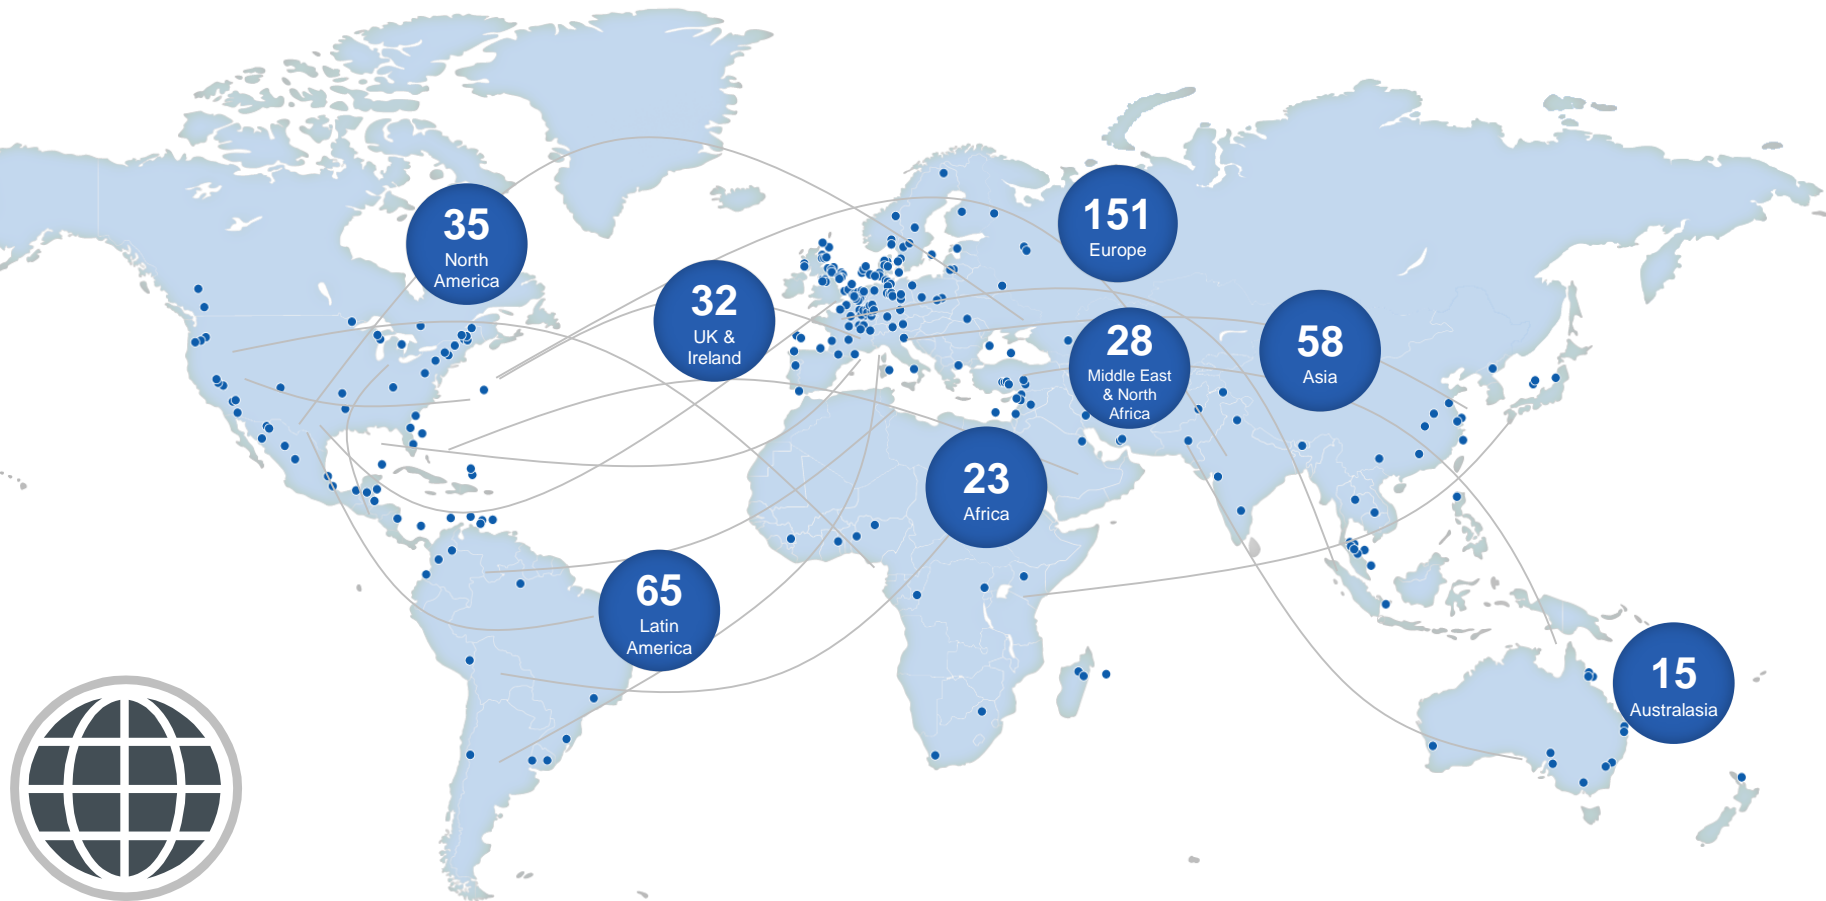 35
North
America
32
UK &
Ireland
151
Europe
28
Middle East
& North
Africa
58
Asia
23
Africa
65
Latin
America
15
Australasia